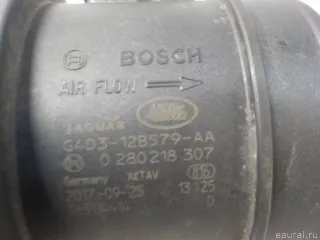 BOSCH
AIR FLOW
JAGUAR
G4D3-12B579-AA
0 280 218 307
Germany AKTAV
2017-09-25 13:25
D
eaural.ru